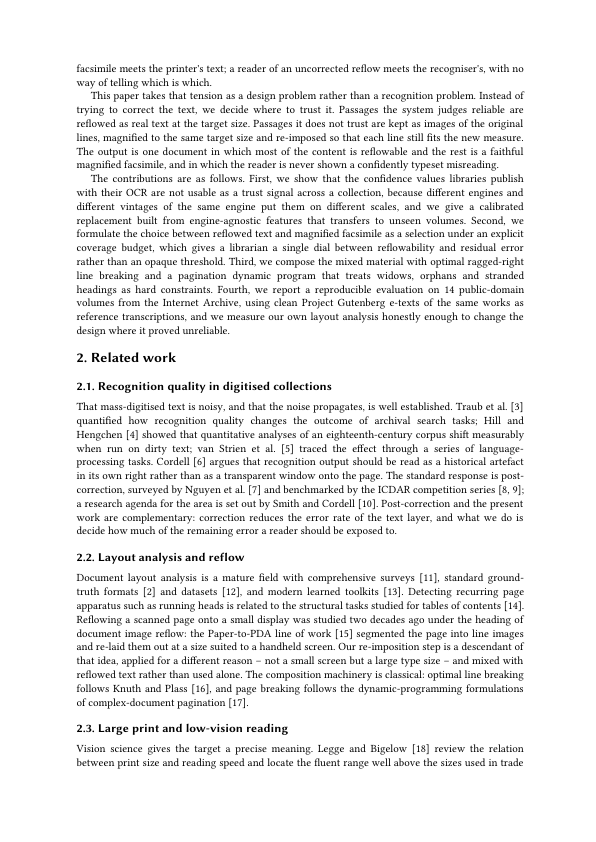 facsimile meets the printer's text; a reader of an uncorrected reflow meets the recogniser's, with no
way of telling which is which.
This paper takes that tension as a design problem rather than a recognition problem. Instead of
trying to correct the text, we decide where to trust it. Passages the system judges reliable are
reflowed as real text at the target size. Passages it does not trust are kept as images of the original
lines, magnified to the same target size and re-imposed so that each line still fits the new measure.
The output is one document in which most of the content is reflowable and the rest is a faithful
magnified facsimile, and in which the reader is never shown a confidently typeset misreading.
The contributions are as follows. First, we show that the confidence values libraries publish
with their OCR are not usable as a trust signal across a collection, because different engines and
different vintages of the same engine put them on different scales, and we give a calibrated
replacement built from engine-agnostic features that transfers to unseen volumes. Second, we
formulate the choice between reflowed text and magnified facsimile as a selection under an explicit
coverage budget, which gives a librarian a single dial between reflowability and residual error
rather than an opaque threshold. Third, we compose the mixed material with optimal ragged-right
line breaking and a pagination dynamic program that treats widows, orphans and stranded
headings as hard constraints. Fourth, we report a reproducible evaluation on 14 public-domain
volumes from the Internet Archive, using clean Project Gutenberg e-texts of the same works as
reference transcriptions, and we measure our own layout analysis honestly enough to change the
design where it proved unreliable.
2. Related work
2.1. Recognition quality in digitised collections
That mass-digitised text is noisy, and that the noise propagates, is well established. Traub et al. [3]
quantified how recognition quality changes the outcome of archival search tasks; Hill and
Hengchen [4] showed that quantitative analyses of an eighteenth-century corpus shift measurably
when run on dirty text; van Strien et al. [5] traced the effect through a series of language-
processing tasks. Cordell [6] argues that recognition output should be read as a historical artefact
in its own right rather than as a transparent window onto the page. The standard response is post-
correction, surveyed by Nguyen et al. [7] and benchmarked by the ICDAR competition series [8, 9];
a research agenda for the area is set out by Smith and Cordell [10]. Post-correction and the present
work are complementary: correction reduces the error rate of the text layer, and what we do is
decide how much of the remaining error a reader should be exposed to.
2.2. Layout analysis and reflow
Document layout analysis is a mature field with comprehensive surveys [11], standard ground-
truth formats [2] and datasets [12], and modern learned toolkits [13]. Detecting recurring page
apparatus such as running heads is related to the structural tasks studied for tables of contents [14].
Reflowing a scanned page onto a small display was studied two decades ago under the heading of
document image reflow: the Paper-to-PDA line of work [15] segmented the page into line images
and re-laid them out at a size suited to a handheld screen. Our re-imposition step is a descendant of
that idea, applied for a different reason – not a small screen but a large type size – and mixed with
reflowed text rather than used alone. The composition machinery is classical: optimal line breaking
follows Knuth and Plass [16], and page breaking follows the dynamic-programming formulations
of complex-document pagination [17].
2.3. Large print and low-vision reading
Vision science gives the target a precise meaning. Legge and Bigelow [18] review the relation
between print size and reading speed and locate the fluent range well above the sizes used in trade